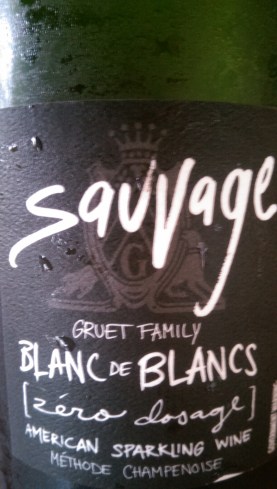 Sauvage
G
GRUET FAMILY
BLANC DE BLANCS
[zéro dosage]
AMERICAN SPARKLING WINE
MÉTHODE CHAMPENOISE